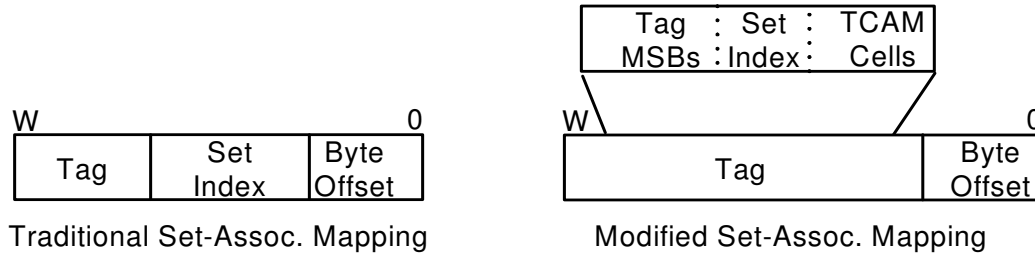 Tag Set TCAM
MSBs Index Cells
W 0
Tag Set Index Byte Offset
Traditional Set-Assoc. Mapping
W 0
Tag Byte Offset
Modified Set-Assoc. Mapping